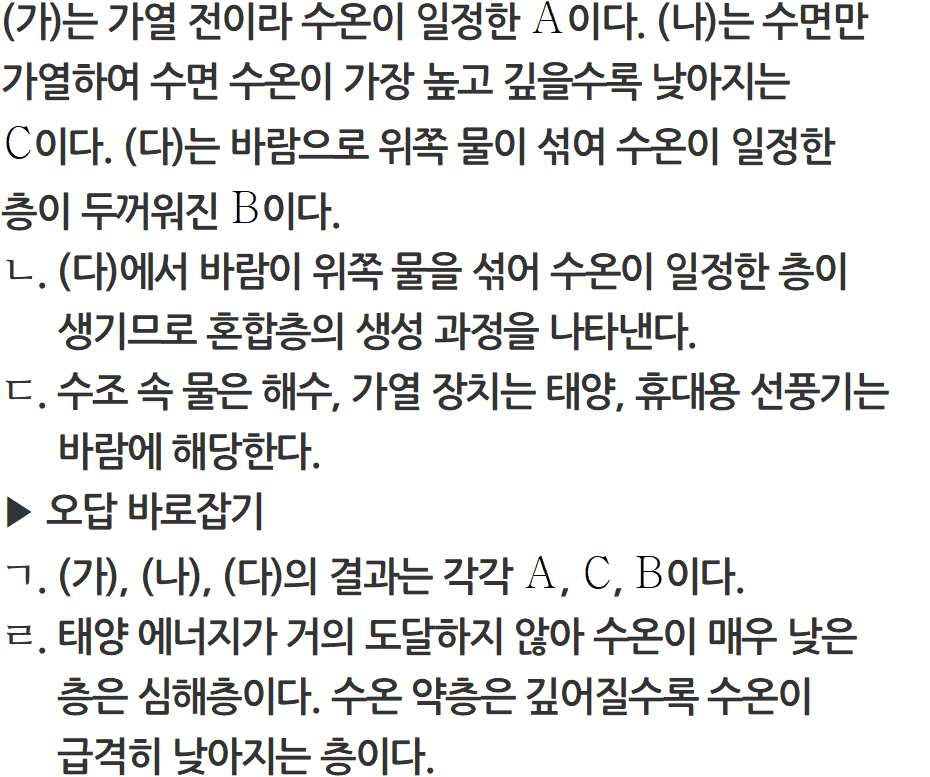 (가)는 가열 전이라 수온이 일정한 A이다. (나)는 수면만
가열하여 수면 수온이 가장 높고 깊을수록 낮아지는
C이다. (다)는 바람으로 위쪽 물이 섞여 수온이 일정한
층이 두꺼워진 B이다.
ㄴ. (다)에서 바람이 위쪽 물을 섞어 수온이 일정한 층이
생기므로 혼합층의 생성 과정을 나타낸다.
ㄷ. 수조 속 물은 해수, 가열 장치는 태양, 휴대용 선풍기는
바람에 해당한다.
▶ 오답 바로잡기
ㄱ. (가), (나), (다)의 결과는 각각 A, C, B이다.
ㄹ. 태양 에너지가 거의 도달하지 않아 수온이 매우 낮은
층은 심해층이다. 수온 약층은 깊어질수록 수온이
급격히 낮아지는 층이다.